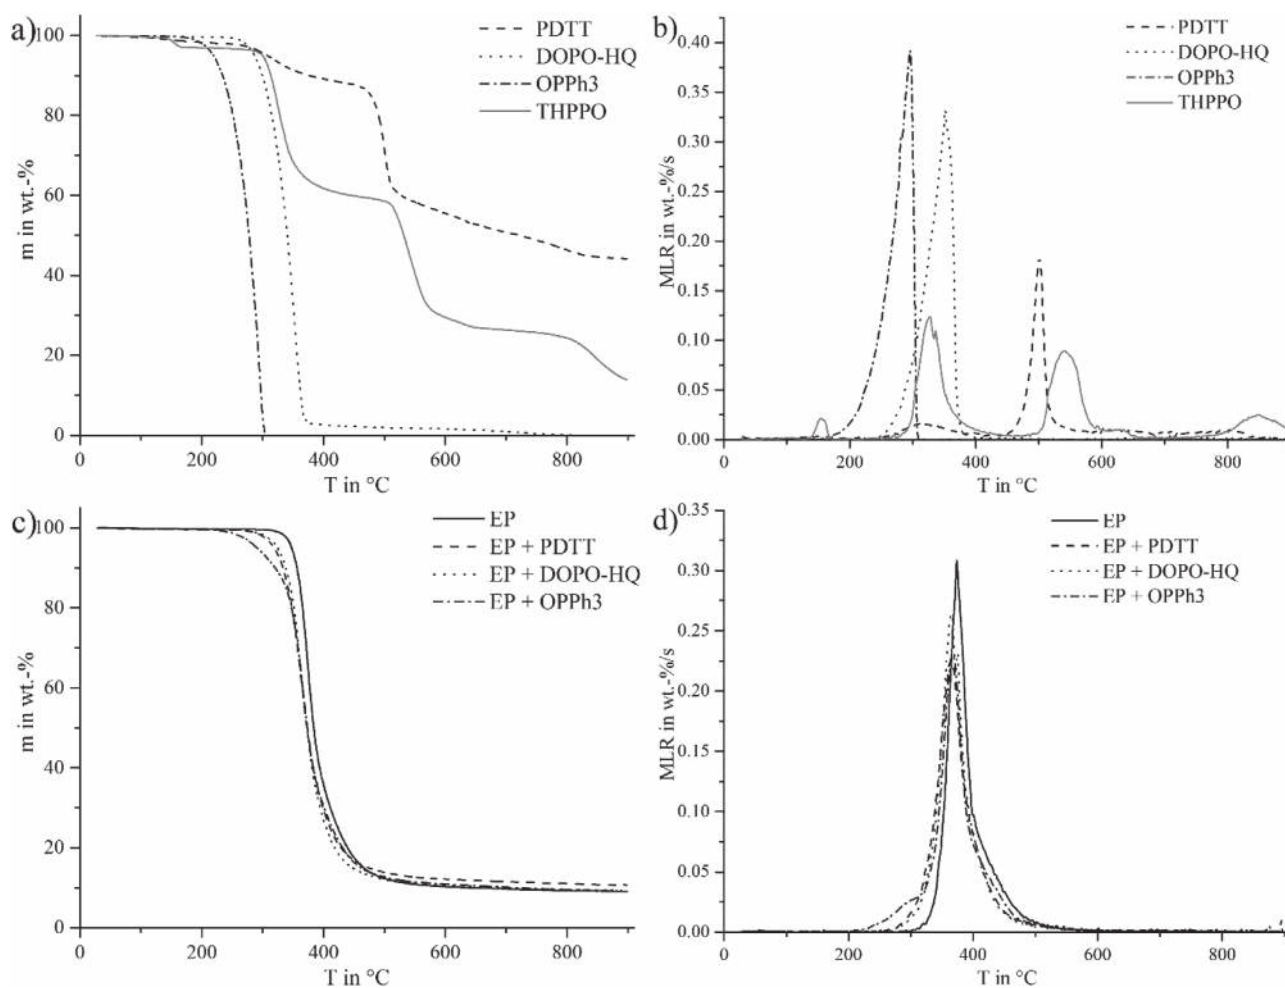 a)
PDTT
DOPO-HQ
OPPh3
THPPO
100
80
60
40
20
0
m in wt.-%
0
200
400
600
800
T in °C
b)
PDTT
DOPO-HQ
OPPh3
THPPO
0.40
0.35
0.30
0.25
0.20
0.15
0.10
0.05
0.00
MLR in wt.-%/s
0
200
400
600
800
T in °C
c)
EP
EP + PDTT
EP + DOPO-HQ
EP + OPPh3
100
80
60
40
20
0
m in wt.-%
0
200
400
600
800
T in °C
d)
EP
EP + PDTT
EP + DOPO-HQ
EP + OPPh3
0.35
0.30
0.25
0.20
0.15
0.10
0.05
0.00
MLR in wt.-%/s
0
200
400
600
800
T in °C